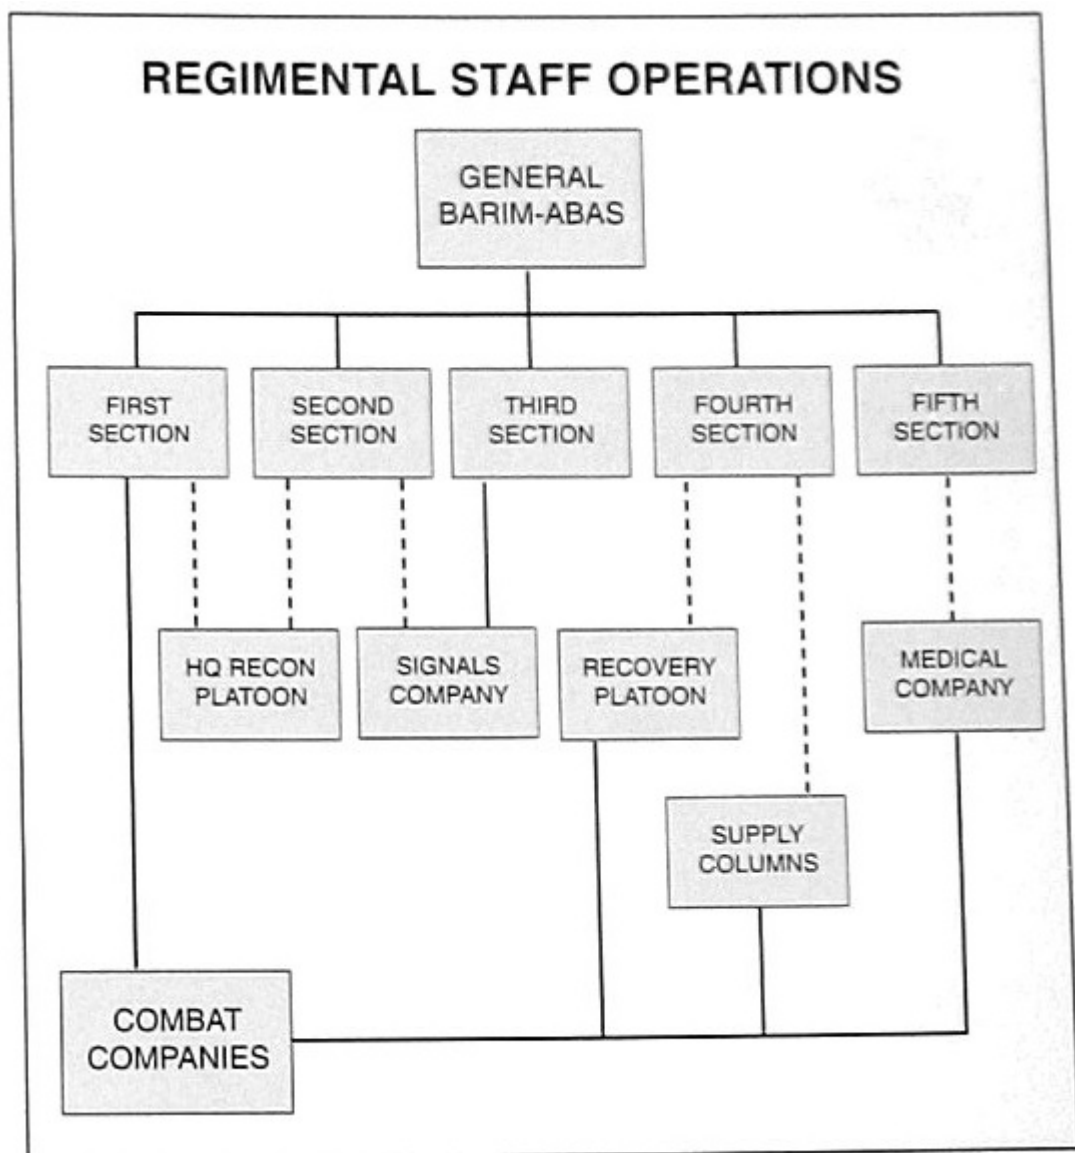 REGIMENTAL STAFF OPERATIONS
GENERAL
BARIM-ABAS
FIRST
SECTION
SECOND
SECTION
THIRD
SECTION
FOURTH
SECTION
FIFTH
SECTION
HQ RECON
PLATOON
SIGNALS
COMPANY
RECOVERY
PLATOON
MEDICAL
COMPANY
SUPPLY
COLUMNS
COMBAT
COMPANIES